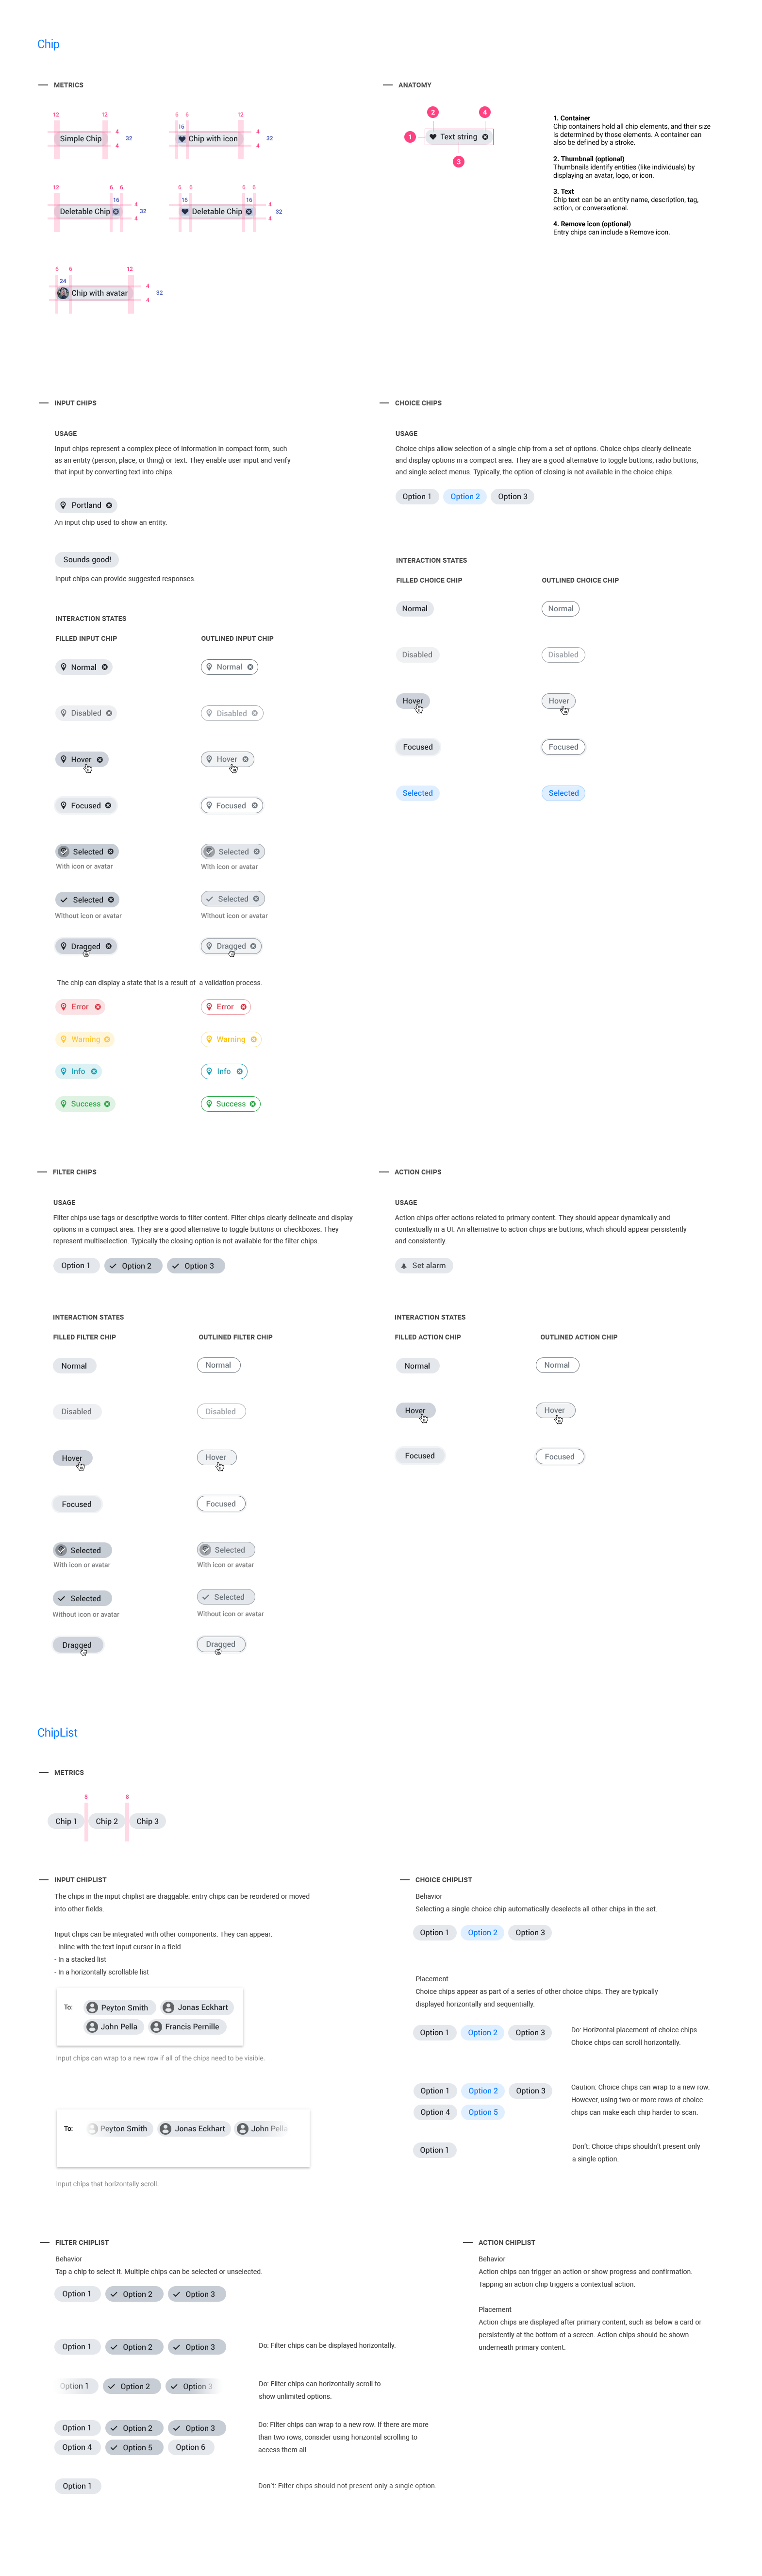 Chip
METRICS
12 12
4
Simple Chip 32
4
6 6 12
16
4
Chip with icon 32
4
12 6 6
16
4
Deletable Chip 32
4
6 6 6 6
16 16
4
Deletable Chip 32
4
6 6 12
24
4
Chip with avatar 32
4
ANATOMY
2 4
1 Text string
3
1. Container
Chip containers hold all chip elements, and their size
is determined by those elements. A container can
also be defined by a stroke.
2. Thumbnail (optional)
Thumbnails identify entities (like individuals) by
displaying an avatar, logo, or icon.
3. Text
Chip text can be an entity name, description, tag,
action, or conversational.
4. Remove icon (optional)
Entry chips can include a Remove icon.
INPUT CHIPS
USAGE
Input chips represent a complex piece of information in compact form, such
as an entity (person, place, or thing) or text. They enable user input and verify
that input by converting text into chips.
Portland
An input chip used to show an entity.
Sounds good!
Input chips can provide suggested responses.
INTERACTION STATES
FILLED INPUT CHIP OUTLINED INPUT CHIP
Normal Normal
Disabled Disabled
Hover Hover
Focused Focused
Selected Selected
With icon or avatar With icon or avatar
Selected Selected
Without icon or avatar Without icon or avatar
Dragged Dragged
The chip can display a state that is a result of a validation process.
Error Error
Warning Warning
Info Info
Success Success
CHOICE CHIPS
USAGE
Choice chips allow selection of a single chip from a set of options. Choice chips clearly delineate
and display options in a compact area. They are a good alternative to toggle buttons, radio buttons,
and single select menus. Typically, the option of closing is not available in the choice chips.
Option 1 Option 2 Option 3
INTERACTION STATES
FILLED CHOICE CHIP OUTLINED CHOICE CHIP
Normal Normal
Disabled Disabled
Hover Hover
Focused Focused
Selected Selected
FILTER CHIPS
USAGE
Filter chips use tags or descriptive words to filter content. Filter chips clearly delineate and display
options in a compact area. They are a good alternative to toggle buttons or checkboxes. They
represent multiselection. Typically the closing option is not available for the filter chips.
Option 1 Option 2 Option 3
INTERACTION STATES
FILLED FILTER CHIP OUTLINED FILTER CHIP
Normal Normal
Disabled Disabled
Hover Hover
Focused Focused
Selected Selected
With icon or avatar With icon or avatar
Selected Selected
Without icon or avatar Without icon or avatar
Dragged Dragged
ACTION CHIPS
USAGE
Action chips offer actions related to primary content. They should appear dynamically and
contextually in a UI. An alternative to action chips are buttons, which should appear persistently
and consistently.
Set alarm
INTERACTION STATES
FILLED ACTION CHIP OUTLINED ACTION CHIP
Normal Normal
Hover Hover
Focused Focused
ChipList
METRICS
8 8
Chip 1 Chip 2 Chip 3
INPUT CHIPLIST
The chips in the input chiplist are draggable: entry chips can be reordered or moved
into other fields.
Input chips can be integrated with other components. They can appear:
- Inline with the text input cursor in a field
- In a stacked list
- In a horizontally scrollable list
To: Peyton Smith Jonas Eckhart
John Pella Francis Pernille
Input chips can wrap to a new row if all of the chips need to be visible.
To: Peyton Smith Jonas Eckhart John Pella
Input chips that horizontally scroll.
CHOICE CHIPLIST
Behavior
Selecting a single choice chip automatically deselects all other chips in the set.
Option 1 Option 2 Option 3
Placement
Choice chips appear as part of a series of other choice chips. They are typically
displayed horizontally and sequentially.
Option 1 Option 2 Option 3
Do: Horizontal placement of choice chips.
Choice chips can scroll horizontally.
Option 1 Option 2 Option 3
Option 4 Option 5
Caution: Choice chips can wrap to a new row.
However, using two or more rows of choice
chips can make each chip harder to scan.
Option 1
Don't: Choice chips shouldn't present only
a single option.
FILTER CHIPLIST
Behavior
Tap a chip to select it. Multiple chips can be selected or unselected.
Option 1 Option 2 Option 3
Option 1 Option 2 Option 3
Do: Filter chips can be displayed horizontally.
Option 1 Option 2 Option 3
Do: Filter chips can horizontally scroll to
show unlimited options.
Option 1 Option 2 Option 3
Option 4 Option 5 Option 6
Do: Filter chips can wrap to a new row. If there are more
than two rows, consider using horizontal scrolling to
access them all.
Option 1
Don't: Filter chips should not present only a single option.
ACTION CHIPLIST
Behavior
Action chips can trigger an action or show progress and confirmation.
Tapping an action chip triggers a contextual action.
Placement
Action chips are displayed after primary content, such as below a card or
persistently at the bottom of a screen. Action chips should be shown
underneath primary content.